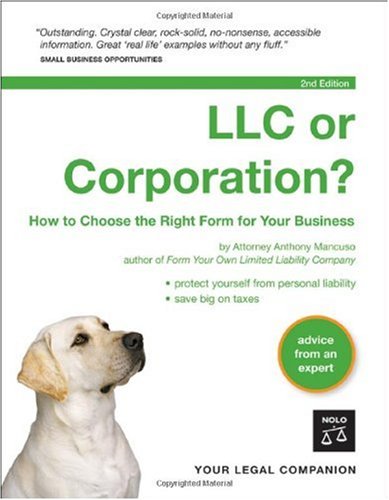 Copyrighted Material
"Outstanding. Crystal clear, rock-solid, no-nonsense, accessible
information. Great 'real life' examples without any fluff."
SMALL BUSINESS OPPORTUNITIES
2nd Edition
LLC or
Corporation?
How to Choose the Right Form for Your Business
by Attorney Anthony Mancuso
author of Form Your Own Limited Liability Company
• protect yourself from personal liability
• save big on taxes
advice
from an
expert
NOLO
YOUR LEGAL COMPANION
Copyrighted Material